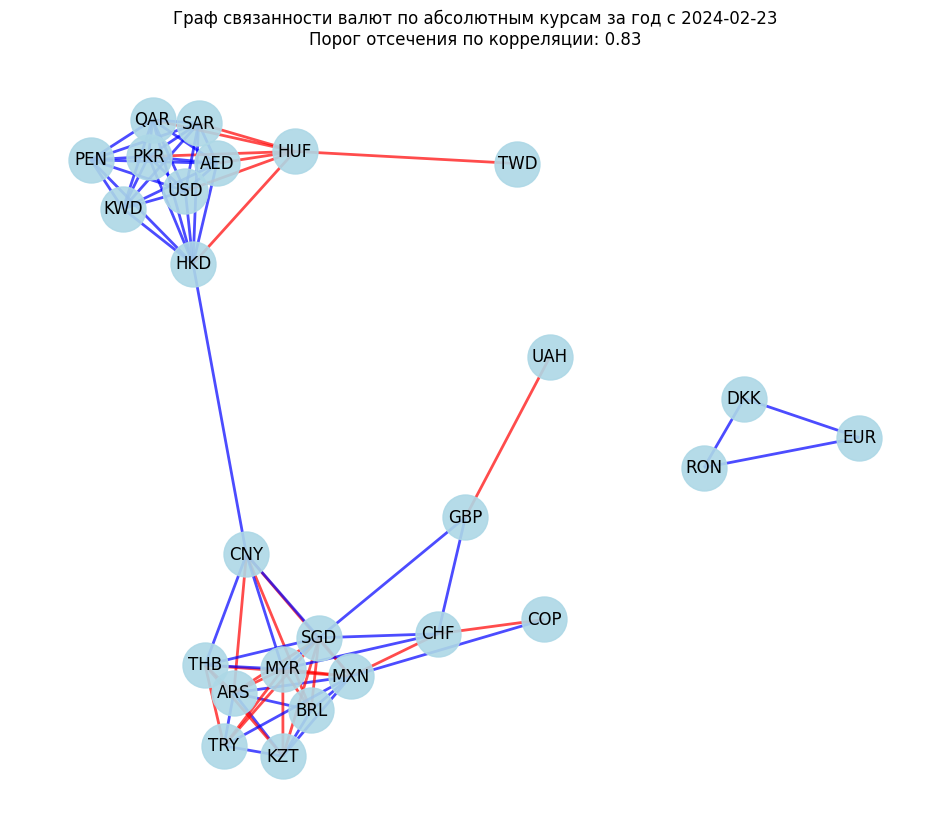 Граф связанности валют по абсолютным курсам за год с 2024-02-23
Порог отсечения по корреляции: 0.83
QAR
SAR
PEN
PKR
AED
HUF
TWD
USD
KWD
HKD
UAH
DKK
EUR
RON
GBP
CNY
COP
SGD
CHF
THB
MYR
MXN
ARS
BRL
TRY
KZT